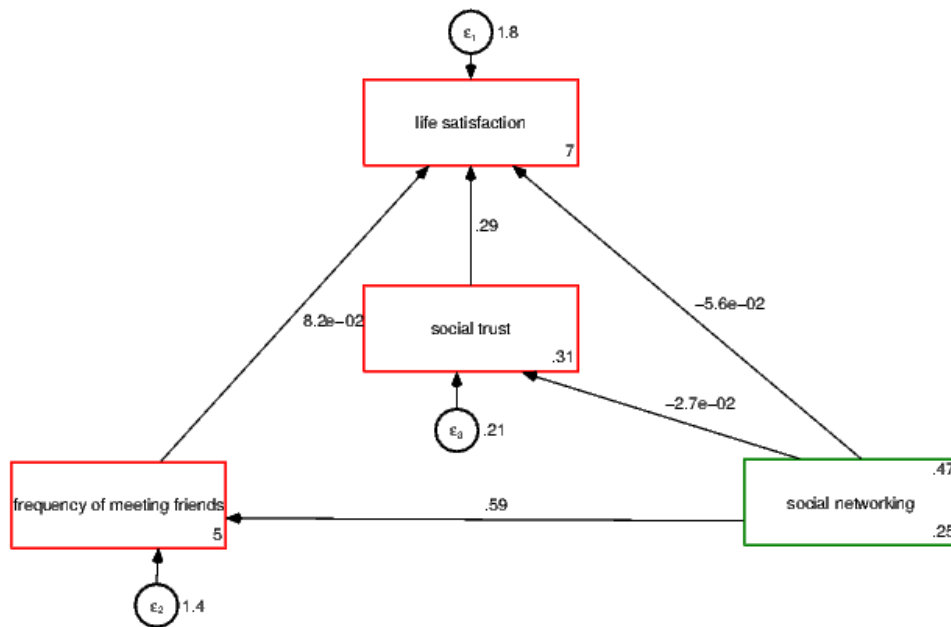 ε₁ 1.8
life satisfaction
7
.29
8.2e−02
−5.6e−02
social trust
.31
−2.7e−02
ε₃ .21
frequency of meeting friends
5
.59
.47
social networking
.25
ε₂ 1.4